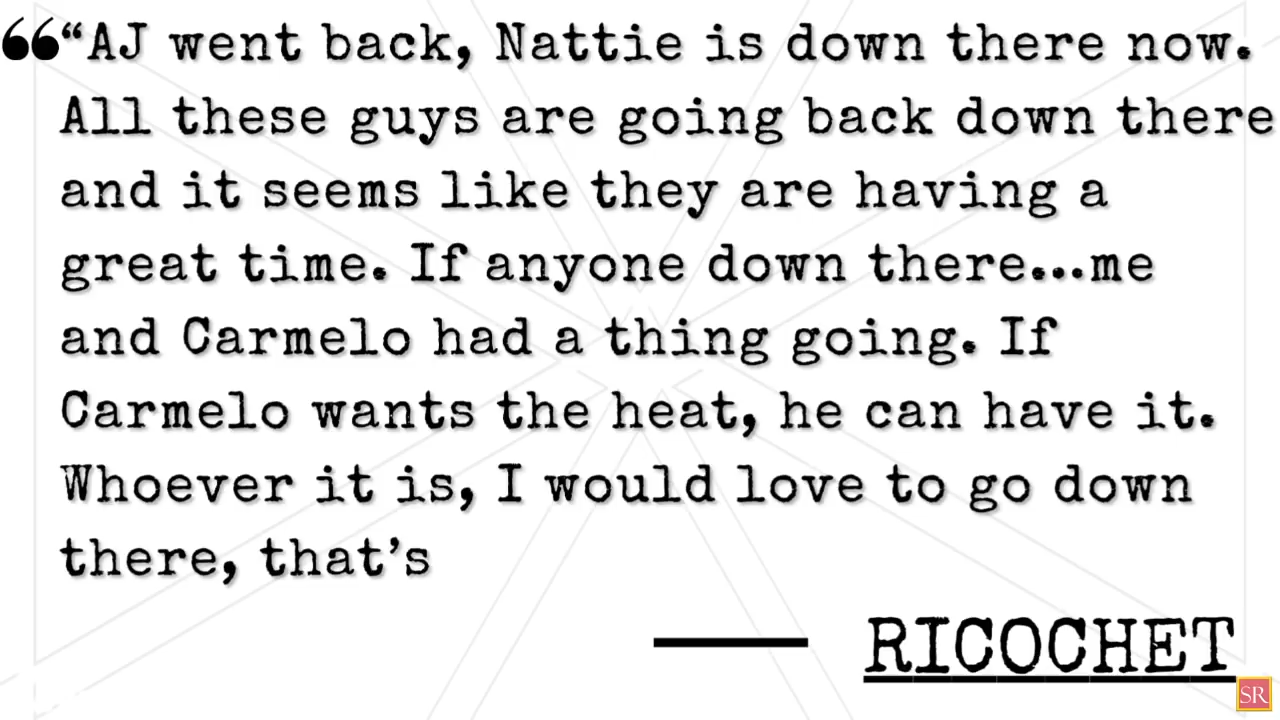 ““AJ went back, Nattie is down there now.
All these guys are going back down there
and it seems like they are having a
great time. If anyone down there...me
and Carmelo had a thing going. If
Carmelo wants the heat, he can have it.
Whoever it is, I would love to go down
there, that’s
— RICOCHET
SR